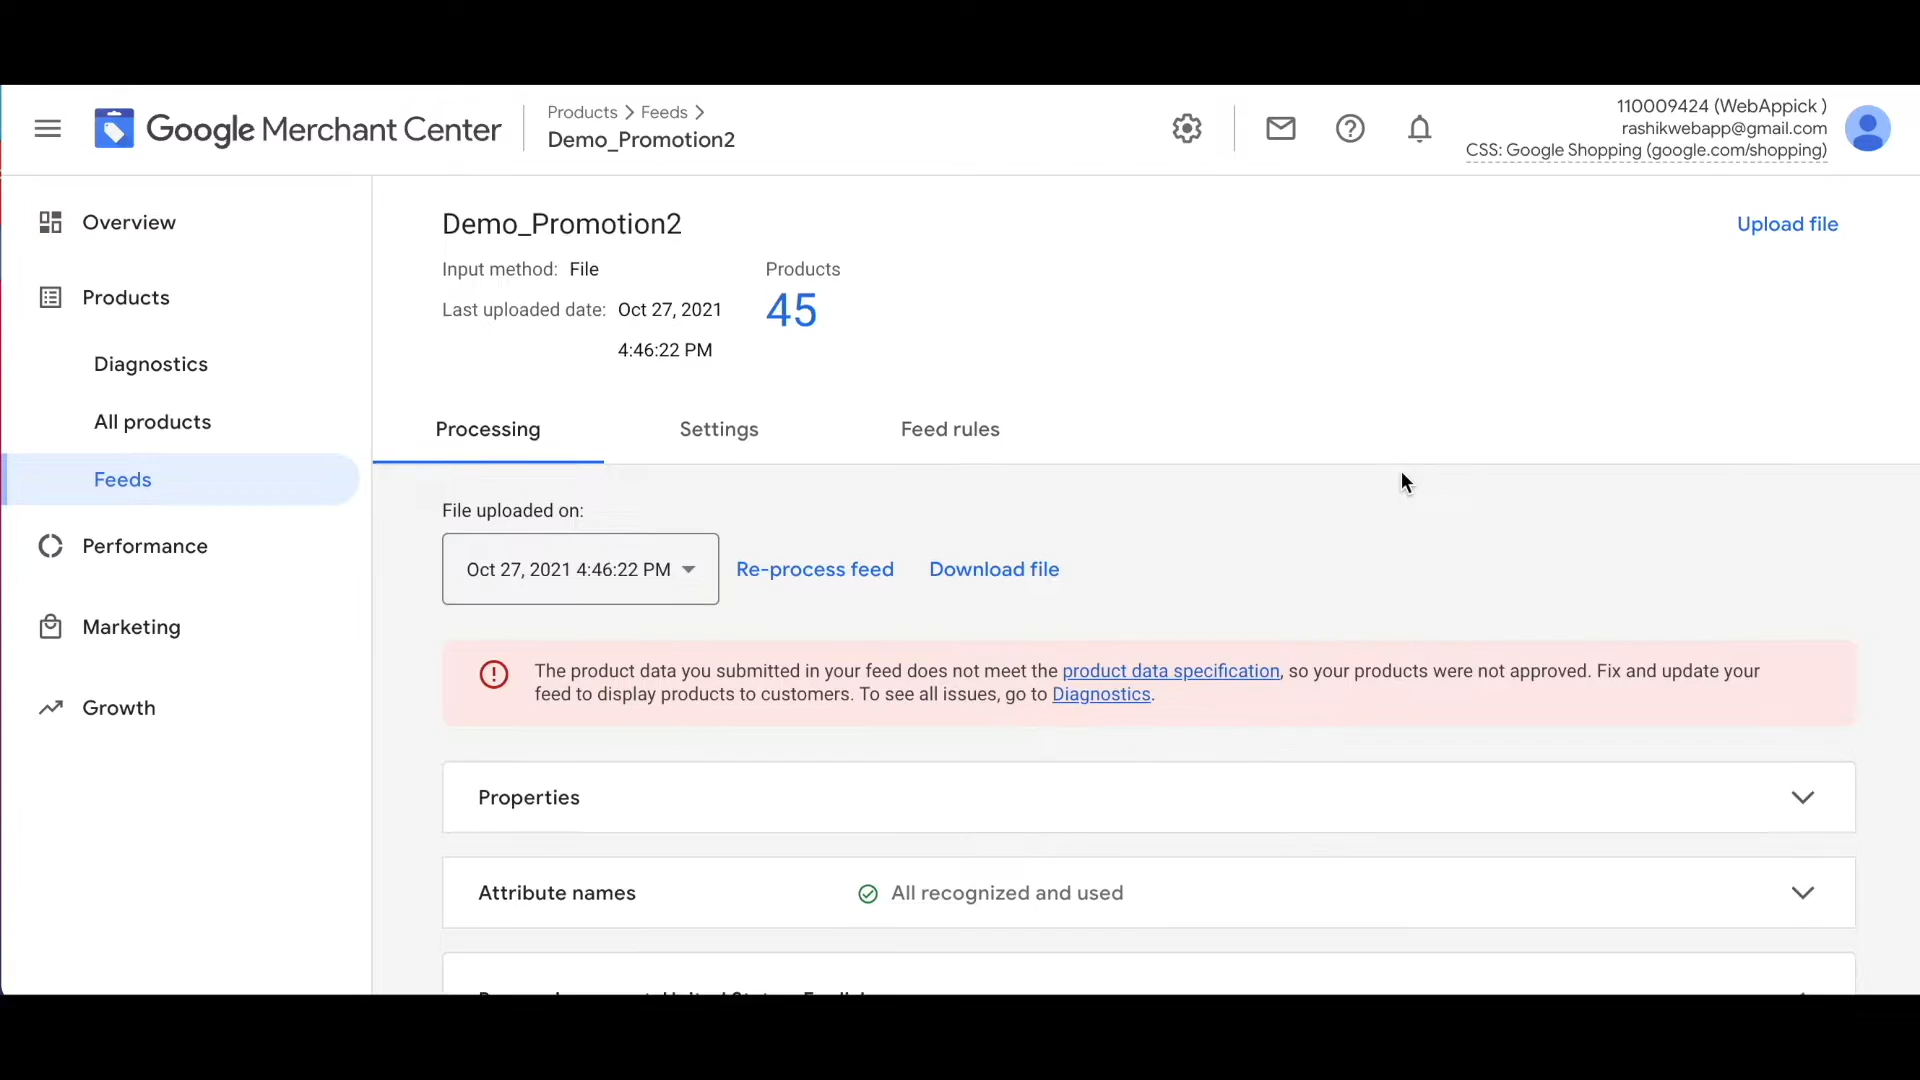 Google Merchant Center
Products > Feeds >
Demo_Promotion2
110009424 (WebAppick )
rashikwebapp@gmail.com
CSS: Google Shopping (google.com/shopping)
Overview
Products
Diagnostics
All products
Feeds
Performance
Marketing
Growth
Demo_Promotion2
Upload file
Input method: File
Last uploaded date: Oct 27, 2021
4:46:22 PM
Products
45
Processing
Settings
Feed rules
File uploaded on:
Oct 27, 2021 4:46:22 PM
Re-process feed
Download file
The product data you submitted in your feed does not meet the product data specification, so your products were not approved. Fix and update your
feed to display products to customers. To see all issues, go to Diagnostics.
Properties
Attribute names
All recognized and used